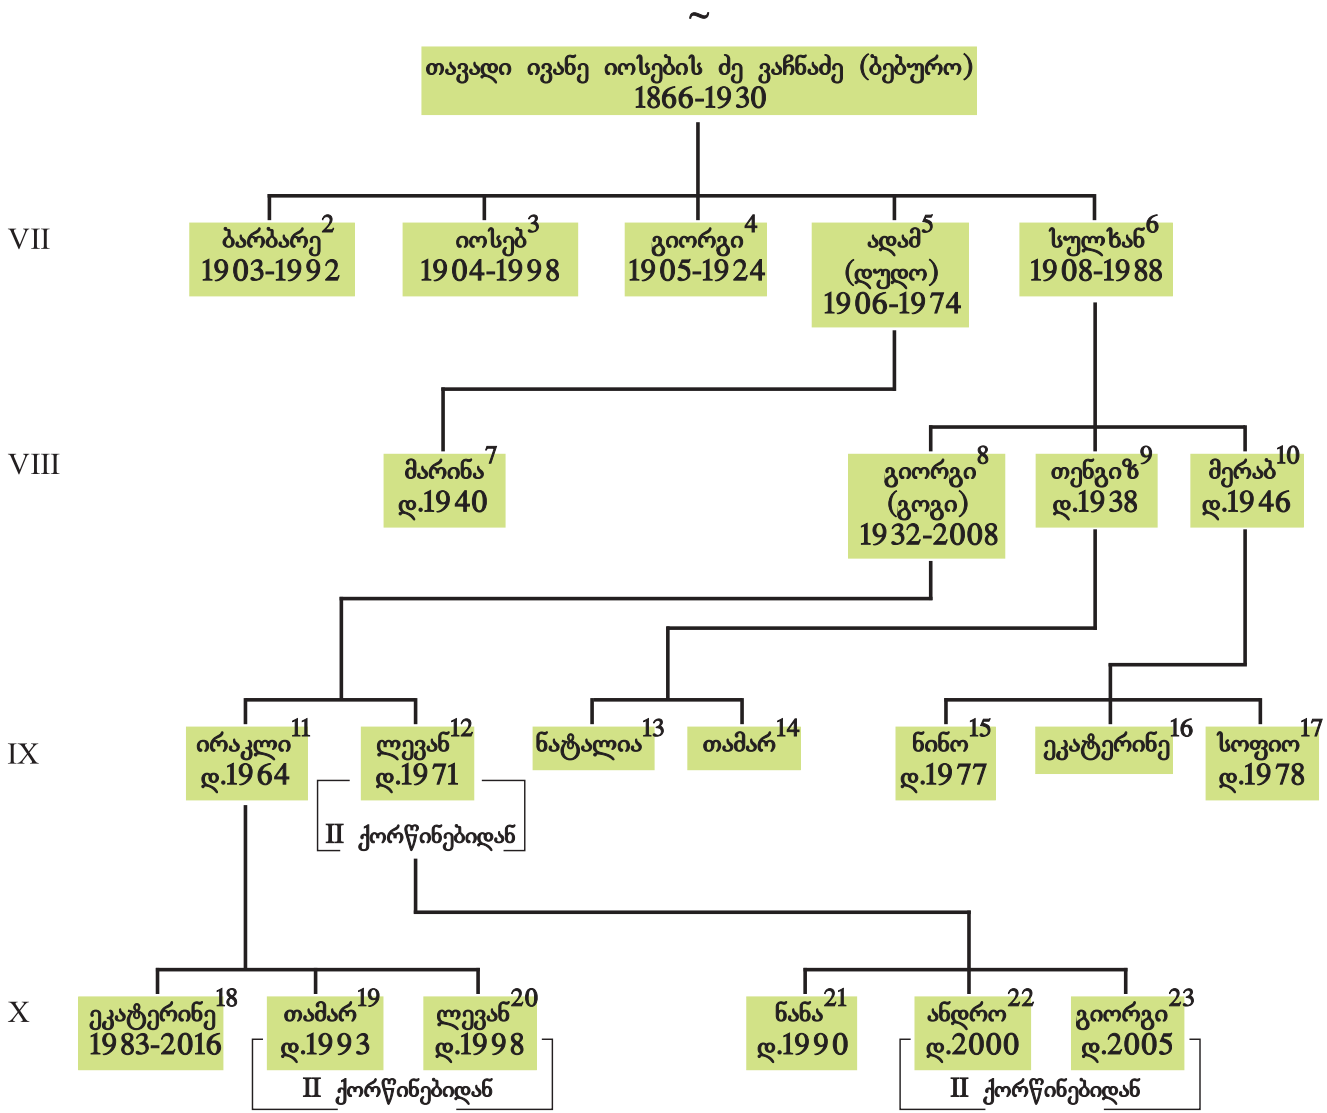 ~
თავადი ივანე იოსების ძე ვაჩნაძე (ბებურო)
1866-1930
VII
ბარბარე2
1903-1992
იოსებ3
1904-1998
გიორგი4
1905-1924
ადამ5
(დუდო)
1906-1974
სულხან6
1908-1988
VIII
მარინა7
დ.1940
გიორგი8
(გოგი)
1932-2008
თენგიზ9
დ.1938
მერაბ10
დ.1946
IX
ირაკლი11
დ.1964
ლევან12
დ.1971
II ქორწინებიდან
ნატალია13
თამარ14
ნინო15
დ.1977
ეკატერინე16
სოფიო17
დ.1978
X
ეკატერინე18
1983-2016
თამარ19
დ.1993
ლევან20
დ.1998
II ქორწინებიდან
ნანა21
დ.1990
ანდრო22
დ.2000
გიორგი23
დ.2005
II ქორწინებიდან